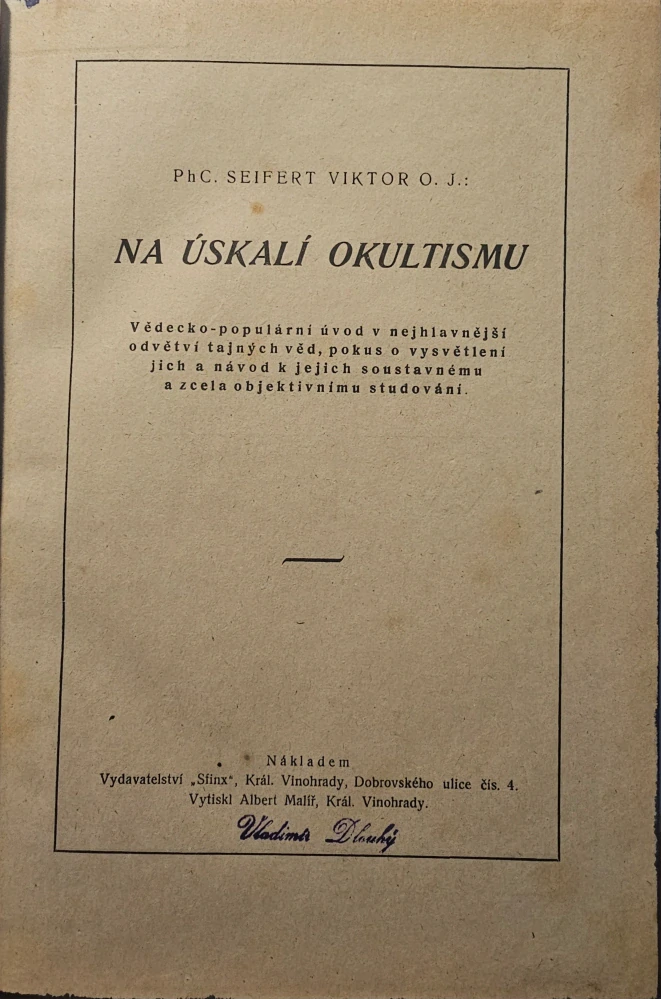 PhC. SEIFERT VIKTOR O. J.:
NA ÚSKALÍ OKULTISMU
Vědecko-populární úvod v nejhlavnější
odvětví tajných věd, pokus o vysvětlení
jich a návod k jejich soustavnému
a zcela objektivnímu studování.
Nákladem
Vydavatelství „Sfinx“, Král. Vinohrady, Dobrovského ulice čís. 4.
Vytiskl Albert Malíř, Král. Vinohrady.
Vladimír Dlouhý